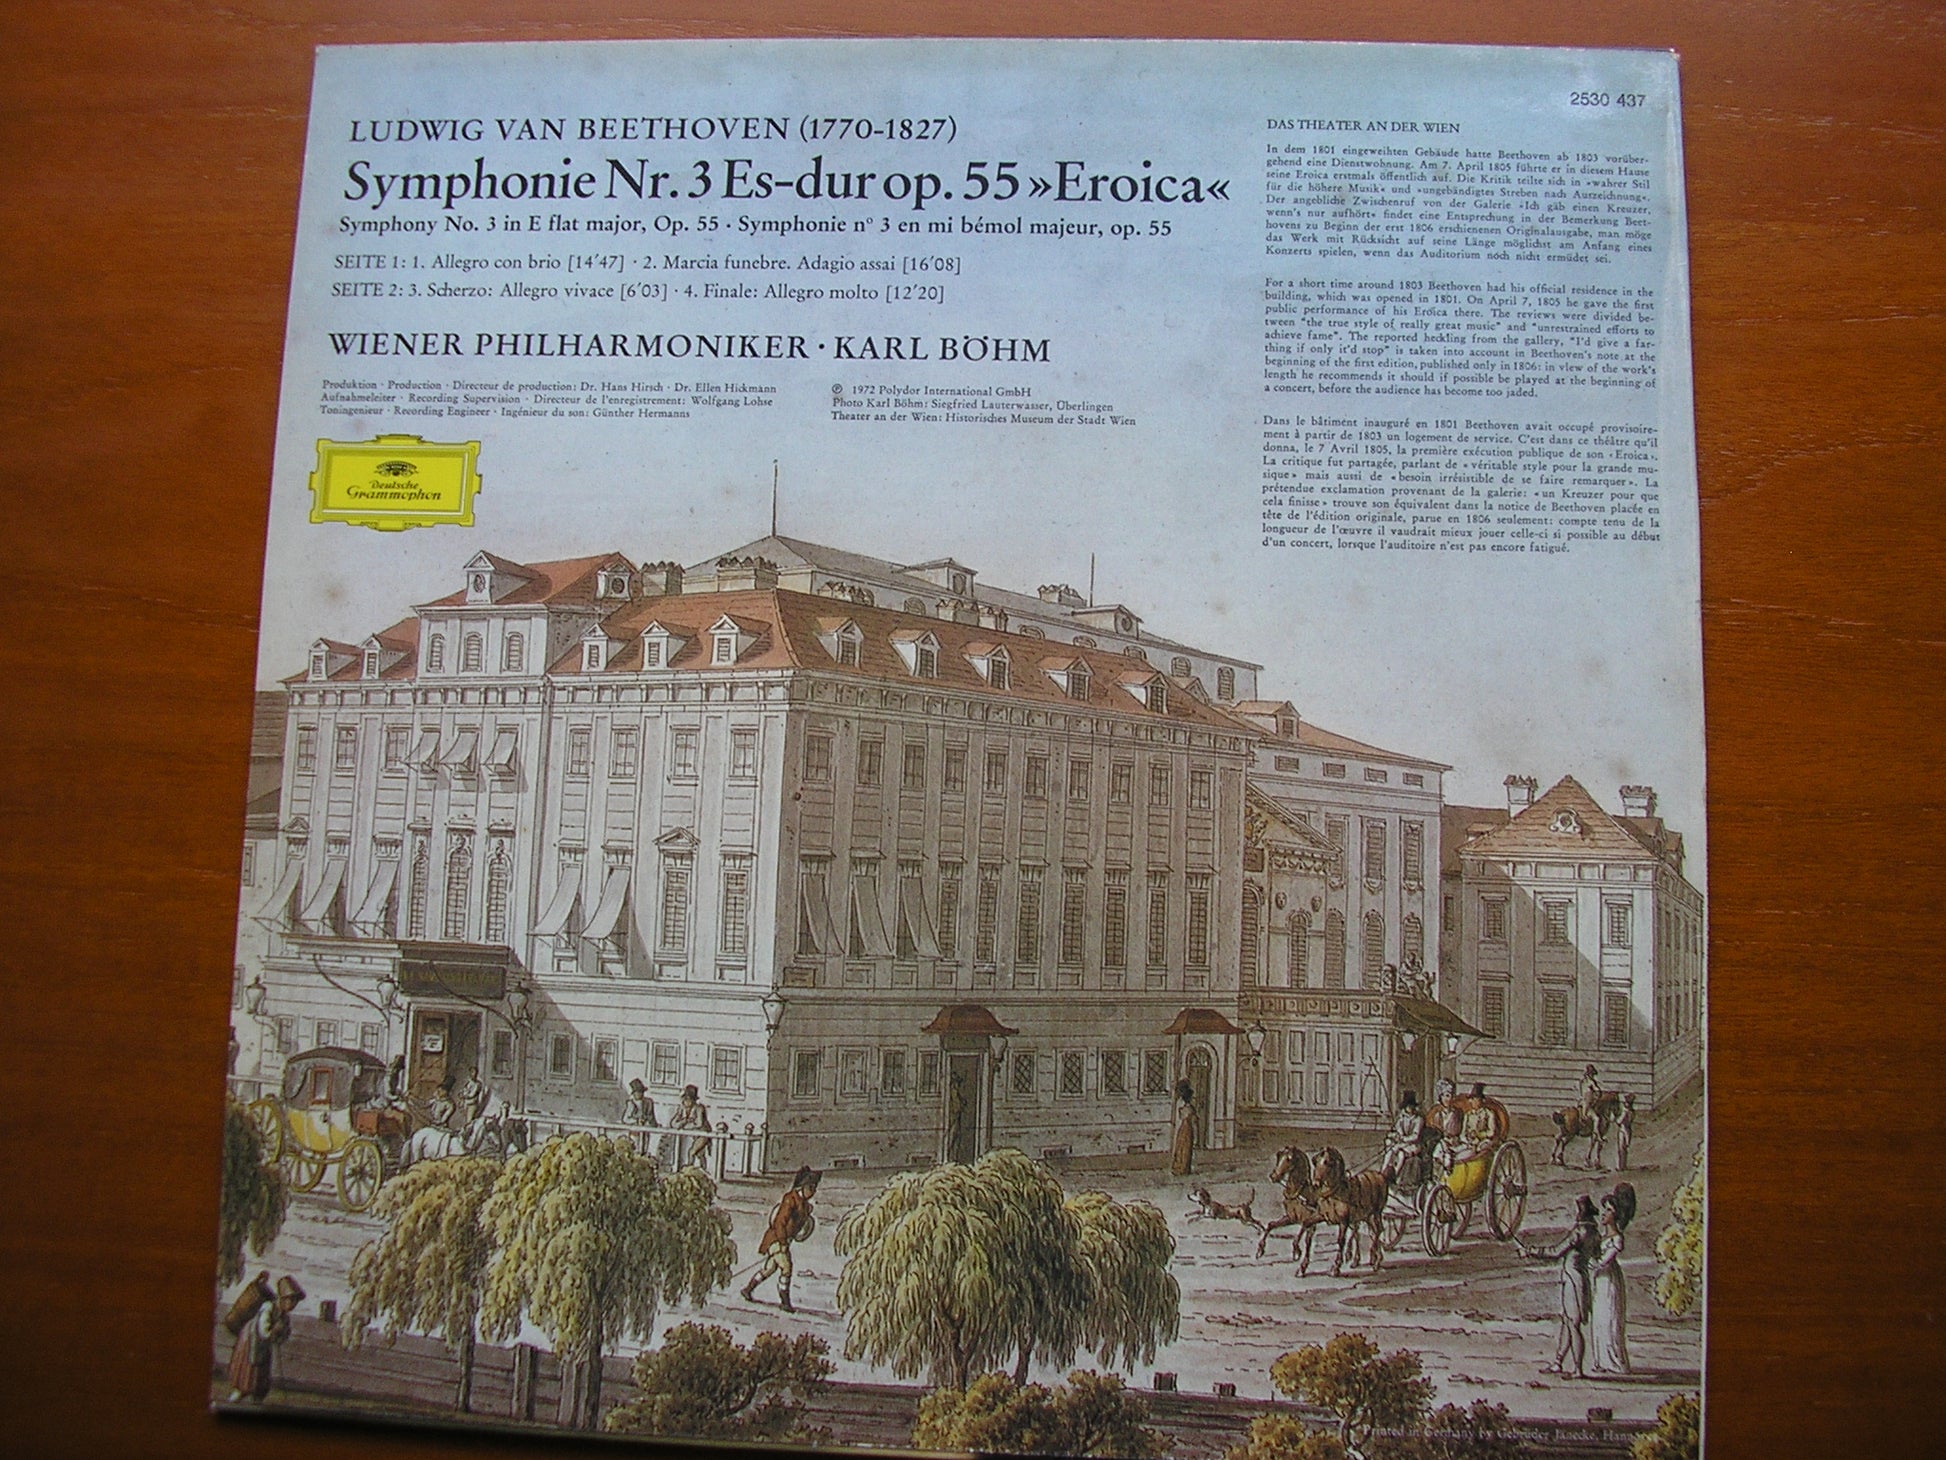 2530 437
LUDWIG VAN BEETHOVEN (1770-1827)
Symphonie Nr. 3 Es-dur op. 55 »Eroica«
Symphony No. 3 in E flat major, Op. 55 · Symphonie nº 3 en mi bémol majeur, op. 55
SEITE 1: 1. Allegro con brio [14′47] · 2. Marcia funebre. Adagio assai [16′08]
SEITE 2: 3. Scherzo: Allegro vivace [6′03] · 4. Finale: Allegro molto [12′20]
WIENER PHILHARMONIKER · KARL BÖHM
Produktion · Production · Directeur de production: Dr. Hans Hirsch · Dr. Ellen Hickmann
Aufnahmeleiter · Recording Supervision · Directeur de l'enregistrement: Wolfgang Lohse
Toningenieur · Recording Engineer · Ingénieur du son: Günther Hermanns
℗ 1972 Polydor International GmbH
Photo Karl Böhm: Siegfried Lauterwasser, Überlingen
Theater an der Wien: Historisches Museum der Stadt Wien
Deutsche
Grammophon
DAS THEATER AN DER WIEN
In dem 1801 eingeweihten Gebäude hatte Beethoven ab 1803 vorüber-
gehend eine Dienstwohnung. Am 7. April 1805 führte er in diesem Hause
seine Eroica erstmals öffentlich auf. Die Kritik teilte sich in »wahrer Stil
für die höhere Musik« und »ungebändigtes Streben nach Auszeichnung«.
Der angebliche Zwischenruf von der Galerie »Ich gäb einen Kreuzer,
wenn's nur aufhört« findet eine Entsprechung in der Bemerkung Beet-
hovens zu Beginn der erst 1806 erschienenen Originalausgabe, man möge
das Werk mit Rücksicht auf seine Länge möglichst am Anfang eines
Konzerts spielen, wenn das Auditorium noch nicht ermüdet sei.
For a short time around 1803 Beethoven had his official residence in the
building, which was opened in 1801. On April 7, 1805 he gave the first
public performance of his Eroica there. The reviews were divided be-
tween "the true style of really great music" and "unrestrained efforts to
achieve fame". The reported heckling from the gallery, "I'd give a far-
thing if only it'd stop" is taken into account in Beethoven's note at the
beginning of the first edition, published only in 1806: in view of the work's
length he recommends it should if possible be played at the beginning of
a concert, before the audience has become too jaded.
Dans le bâtiment inauguré en 1801 Beethoven avait occupé provisoire-
ment à partir de 1803 un logement de service. C'est dans ce théâtre qu'il
donna, le 7 Avril 1805, la première exécution publique de son «Eroica».
La critique fut partagée, parlant de «véritable style pour la grande mu-
sique» mais aussi de «besoin irrésistible de se faire remarquer». La
prétendue exclamation provenant de la galerie: «un Kreuzer pour que
cela finisse» trouve son équivalent dans la notice de Beethoven placée en
tête de l'édition originale, parue en 1806 seulement: compte tenu de la
longueur de l'œuvre il vaudrait mieux jouer celle-ci si possible au début
d'un concert, lorsque l'auditoire n'est pas encore fatigué.
Printed in Germany by Gebrüder Jänecke, Hannover